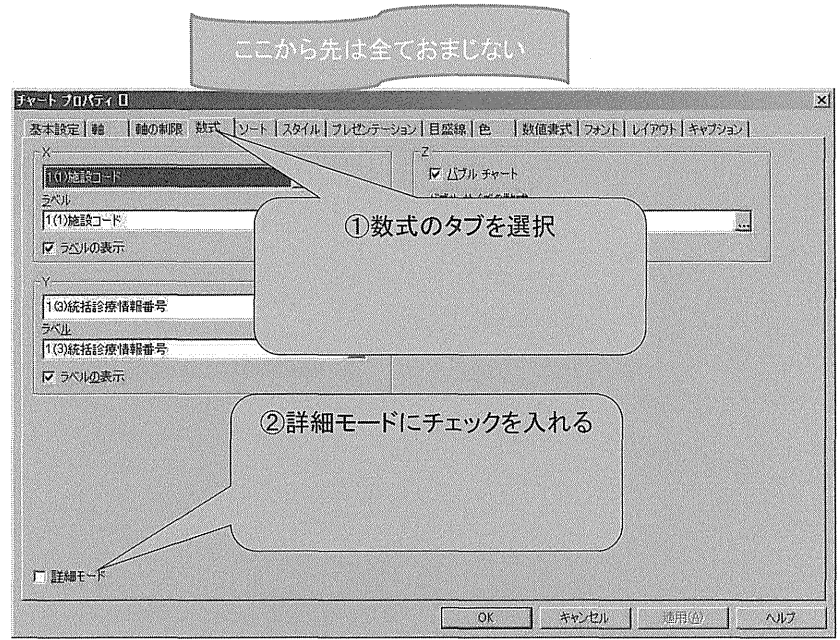 ここから先は全ておまじない
チャート プロパティ []
基本設定 軸 軸の制限 数式 ソート スタイル プレゼンテーション 目盛線 色 数値書式 フォント レイアウト キャプション
X
1(1)施設コード
ラベル
1(1)施設コード
ラベルの表示
Z
バブル チャート
...
①数式のタブを選択
Y
1(3)統括診療情報番号
ラベル
1(3)統括診療情報番号
ラベルの表示
②詳細モードにチェックを入れる
詳細モード
OK キャンセル 適用(A) ヘルプ